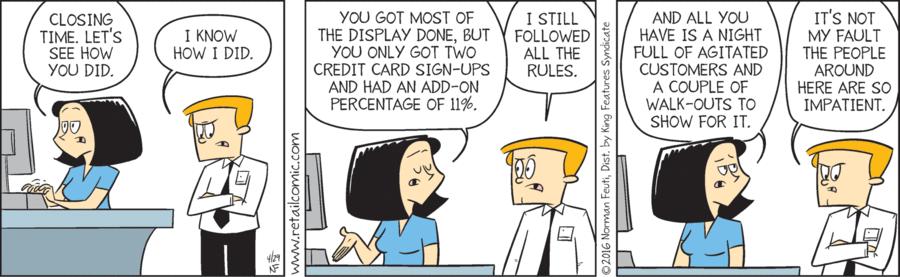 CLOSING
TIME. LET'S
SEE HOW
YOU DID.
I KNOW
HOW I DID.
4/29
NF
www.retailcomic.com
YOU GOT MOST OF
THE DISPLAY DONE, BUT
YOU ONLY GOT TWO
CREDIT CARD SIGN-UPS
AND HAD AN ADD-ON
PERCENTAGE OF 11%.
I STILL
FOLLOWED
ALL THE
RULES.
©2016 Norman Feuti, Dist. by King Features Syndicate
AND ALL YOU
HAVE IS A NIGHT
FULL OF AGITATED
CUSTOMERS AND
A COUPLE OF
WALK-OUTS TO
SHOW FOR IT.
IT'S NOT
MY FAULT
THE PEOPLE
AROUND
HERE ARE SO
IMPATIENT.